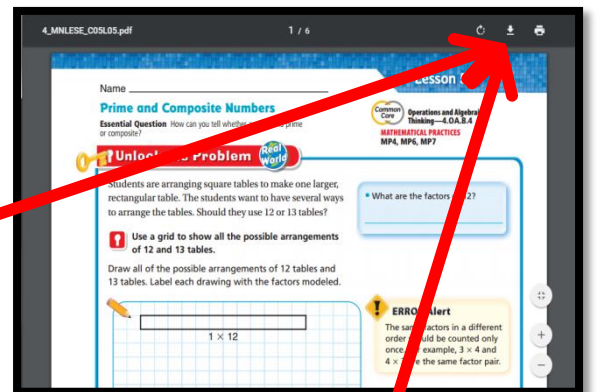 4_MNLESE_C05L05.pdf
1 / 6
Lesson
Name
Prime and Composite Numbers
Essential Question How can you tell whether prime
or composite?
Common Core
Operations and Algebra
Thinking—4.OA.B.4
MATHEMATICAL PRACTICES
MP4, MP6, MP7
Problem
Real World
Students are arranging square tables to make one larger,
rectangular table. The students want to have several ways
to arrange the tables. Should they use 12 or 13 tables?
• What are the factors 2?
Use a grid to show all the possible arrangements
of 12 and 13 tables.
Draw all of the possible arrangements of 12 tables and
13 tables. Label each drawing with the factors modeled.
1 × 12
! ERRO Alert
The sa actors in a different
order be counted only
once. example, 3 × 4 and
4 × e the same factor pair.